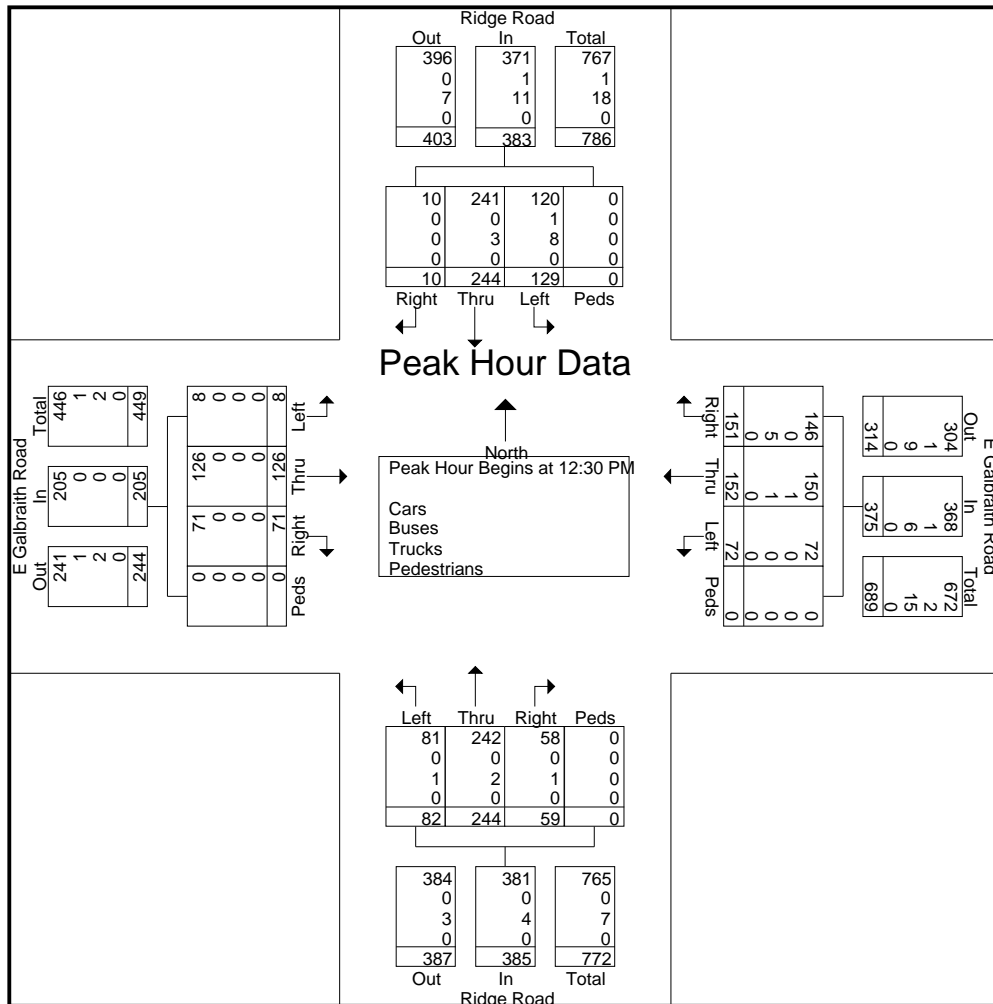 Ridge Road
Out In Total
396 371 767
0 1 1
7 11 18
0 0 0
403 383 786
10 241 120 0
0 0 1 0
0 3 8 0
0 0 0 0
10 244 129 0
Right Thru Left Peds
Peak Hour Data
North
Peak Hour Begins at 12:30 PM
Cars
Buses
Trucks
Pedestrians
E Galbraith Road
Out In Total
241 205 446
1 0 1
2 0 2
0 0 0
244 205 449
8 0 0 0 8 Left
126 0 0 0 126 Thru
71 0 0 0 71 Right
0 0 0 0 0 Peds
E Galbraith Road
Out In Total
304 368 672
1 1 2
9 6 15
0 0 0
314 375 689
146 0 5 0 151 Right
150 1 1 0 152 Thru
72 0 0 0 72 Left
0 0 0 0 0 Peds
Left Thru Right Peds
81 242 58 0
0 0 0 0
1 2 1 0
0 0 0 0
82 244 59 0
384 381 765
0 0 0
3 4 7
0 0 0
387 385 772
Out In Total
Ridge Road